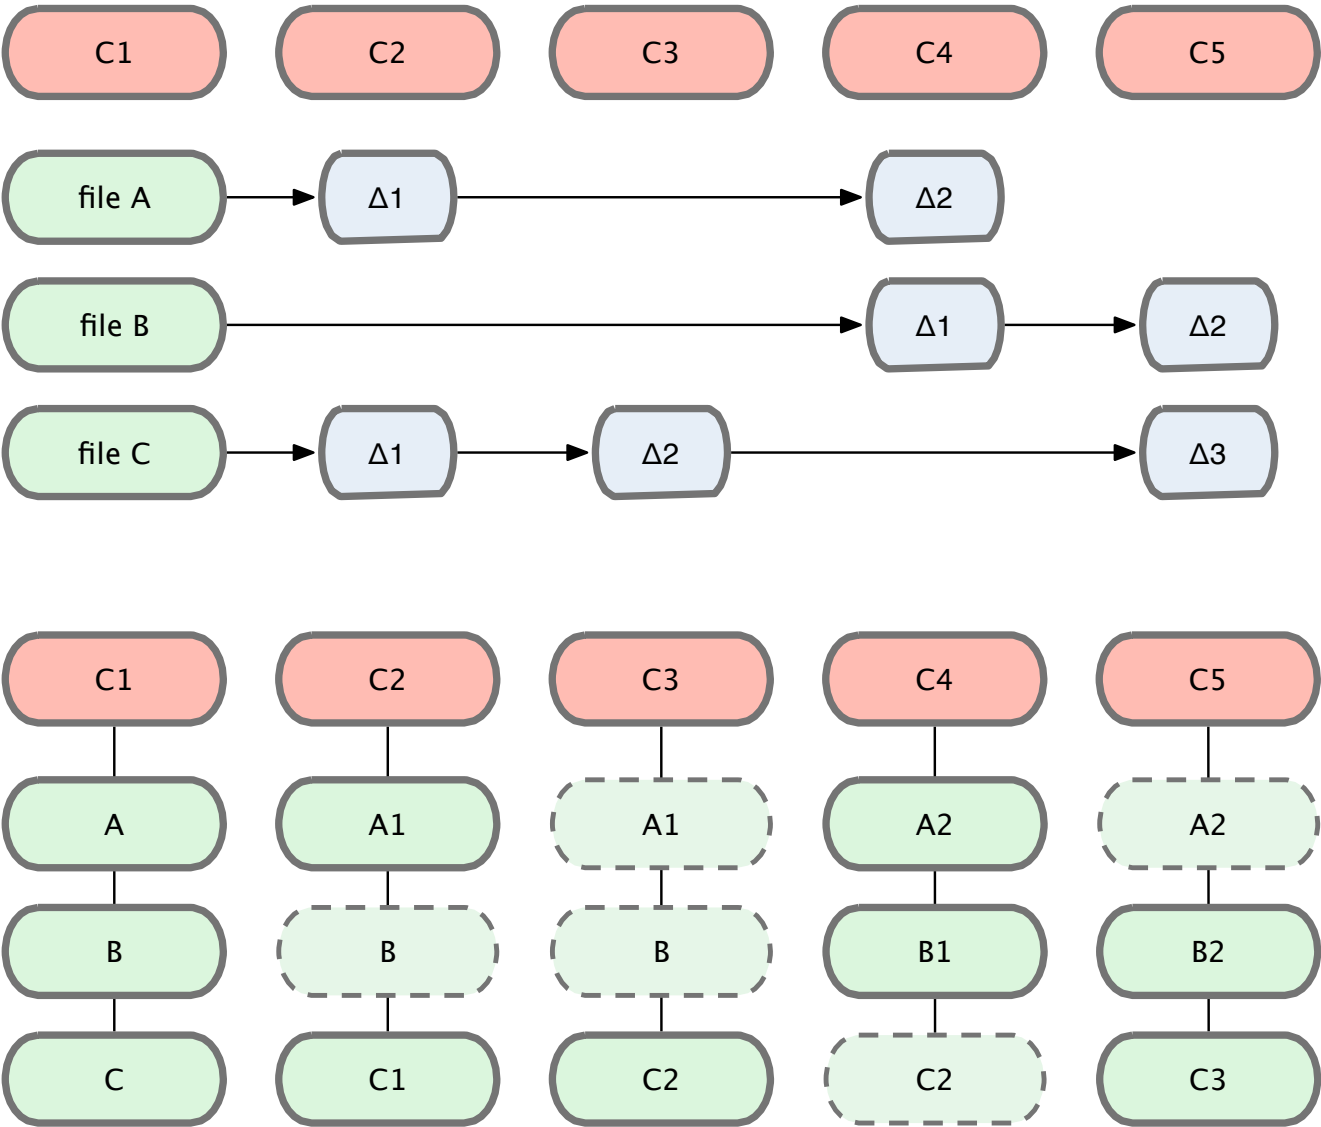 C1 C2 C3 C4 C5
file A Δ1 Δ2
file B Δ1 Δ2
file C Δ1 Δ2 Δ3
C1 C2 C3 C4 C5
A A1 A1 A2 A2
B B B B1 B2
C C1 C2 C2 C3